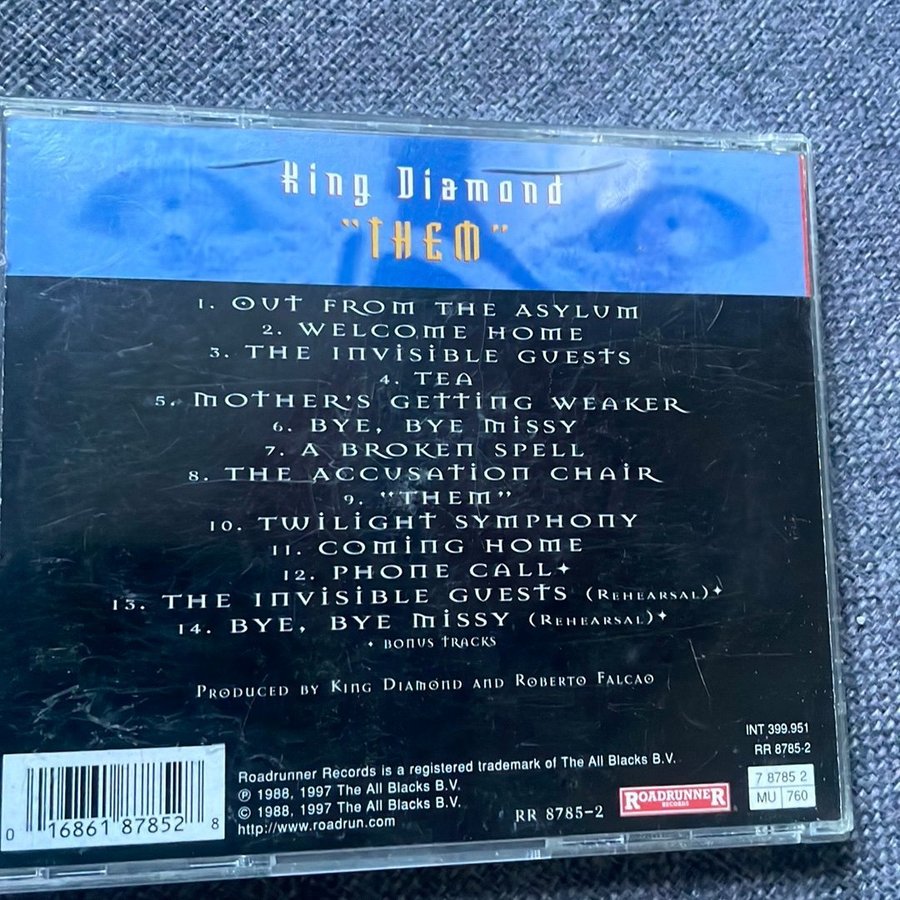 King Diamond
"THEM"
1. OUT FROM THE ASYLUM
2. WELCOME HOME
3. THE INVISIBLE GUESTS
4. TEA
5. MOTHER'S GETTING WEAKER
6. BYE, BYE MISSY
7. A BROKEN SPELL
8. THE ACCUSATION CHAIR
9. "THEM"
10. TWILIGHT SYMPHONY
11. COMING HOME
12. PHONE CALL✦
13. THE INVISIBLE GUESTS (REHEARSAL)✦
14. BYE, BYE MISSY (REHEARSAL)✦
✦ BONUS TRACKS
PRODUCED BY KING DIAMOND AND ROBERTO FALCAO
INT 399.951
RR 8785-2
Roadrunner Records is a registered trademark of The All Blacks B.V.
℗ 1988, 1997 The All Blacks B.V.
© 1988, 1997 The All Blacks B.V.
http://www.roadrun.com
RR 8785-2
ROADRUNNER
RECORDS
7 8785 2
MU 760
0 16861 87852 8